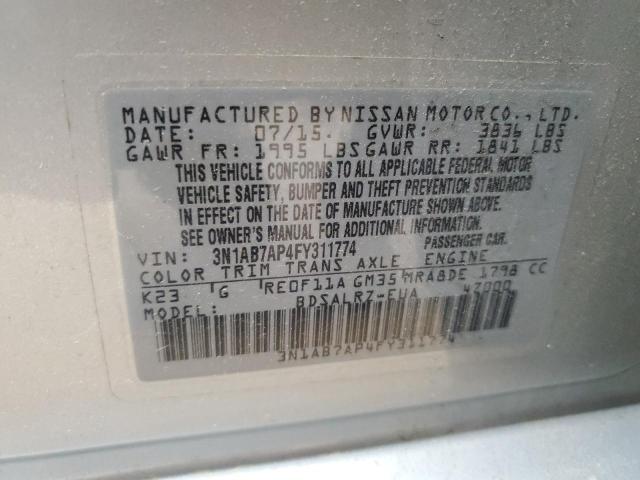 MANUFACTURED BY NISSAN MOTOR CO., LTD.
DATE: 07/15. GVWR: 3836 LBS
GAWR FR: 1995 LBS GAWR RR: 1841 LBS
THIS VEHICLE CONFORMS TO ALL APPLICABLE FEDERAL MOTOR
VEHICLE SAFETY, BUMPER AND THEFT PREVENTION STANDARDS
IN EFFECT ON THE DATE OF MANUFACTURE SHOWN ABOVE.
SEE OWNER'S MANUAL FOR ADDITIONAL INFORMATION.
VIN: 3N1AB7AP4FY311774 PASSENGER CAR.
COLOR TRIM TRANS AXLE ENGINE
K23 G RE0F11A GM35 MRA8DE 1798 CC
MODEL: BDSALRZ-EUA 47000
3N1AB7AP4FY311774